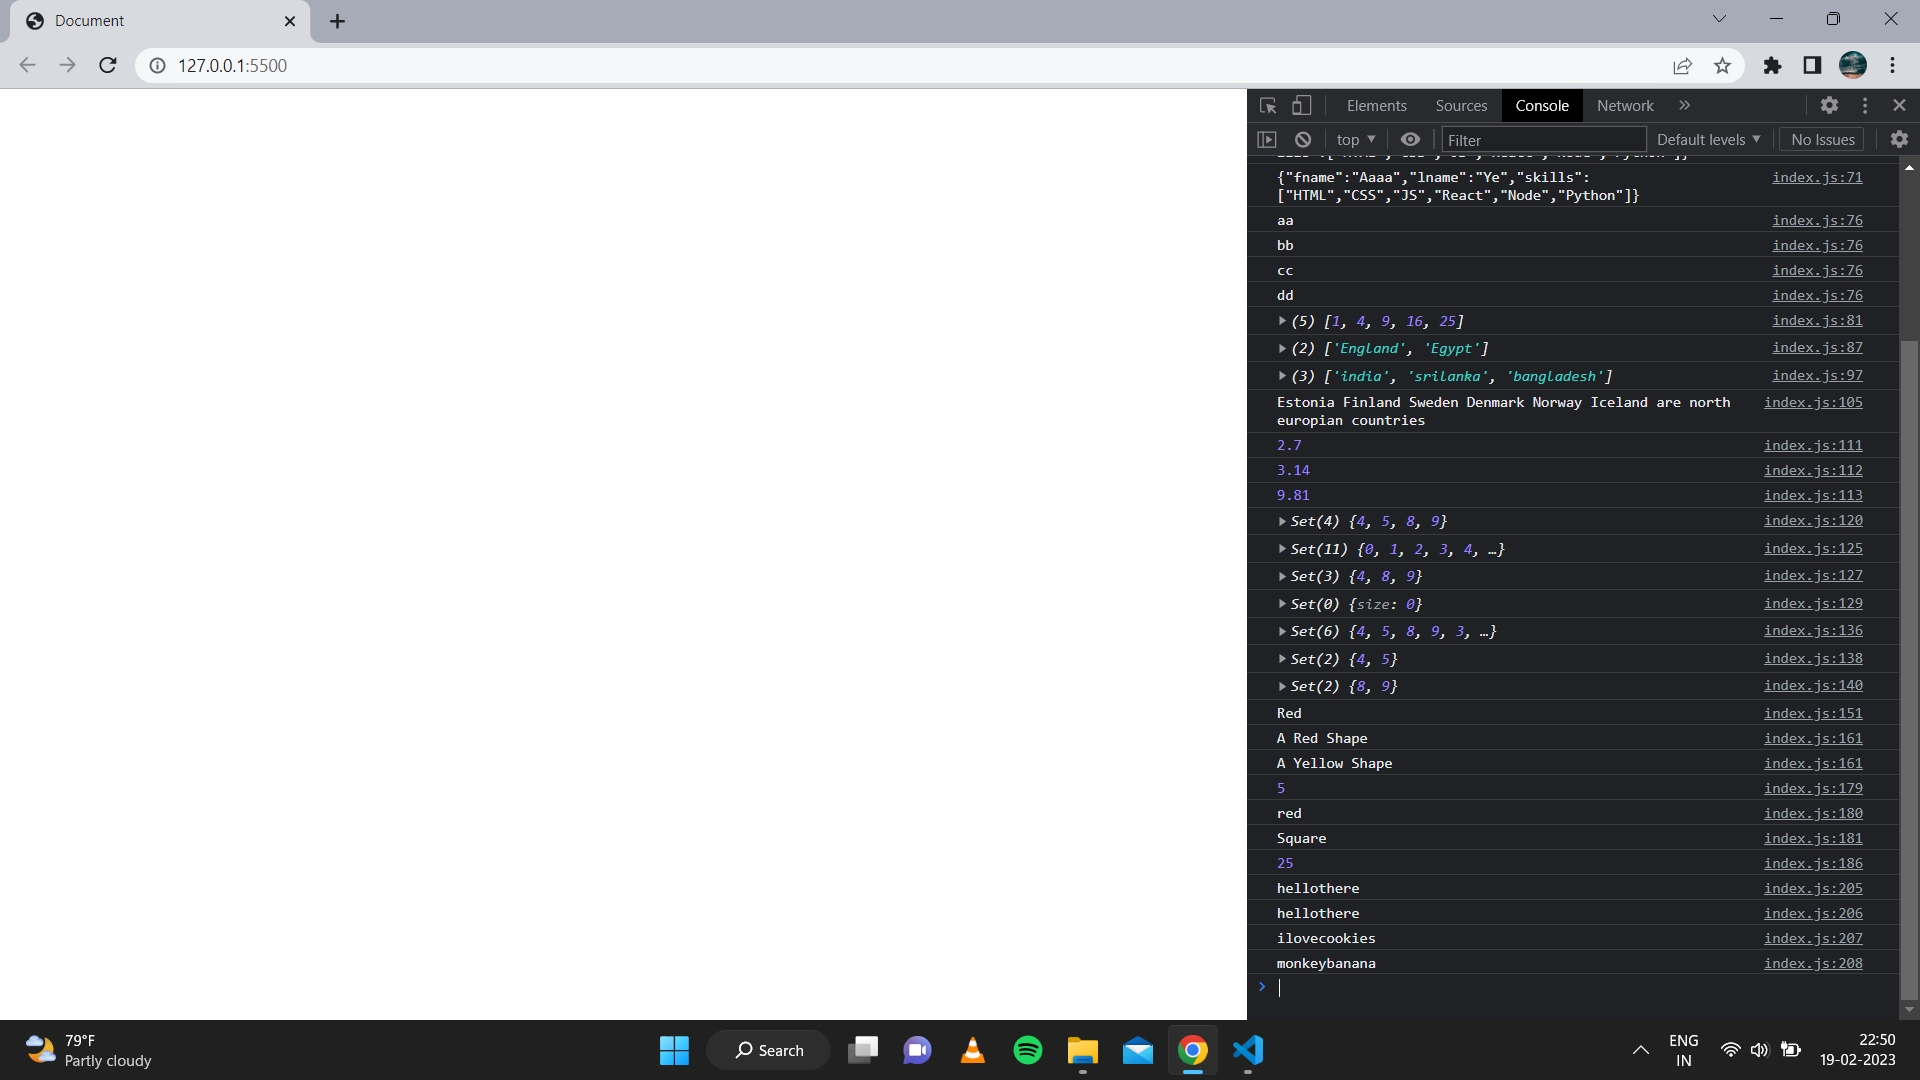 Document
127.0.0.1:5500
Elements Sources Console Network »
top Filter Default levels No Issues
{"fname":"Aaaa","lname":"Ye","skills": index.js:71
["HTML","CSS","JS","React","Node","Python"]}
aa index.js:76
bb index.js:76
cc index.js:76
dd index.js:76
(5) [1, 4, 9, 16, 25] index.js:81
(2) ['England', 'Egypt'] index.js:87
(3) ['india', 'srilanka', 'bangladesh'] index.js:97
Estonia Finland Sweden Denmark Norway Iceland are north index.js:105
europian countries
2.7 index.js:111
3.14 index.js:112
9.81 index.js:113
Set(4) {4, 5, 8, 9} index.js:120
Set(11) {0, 1, 2, 3, 4, …} index.js:125
Set(3) {4, 8, 9} index.js:127
Set(0) {size: 0} index.js:129
Set(6) {4, 5, 8, 9, 3, …} index.js:136
Set(2) {4, 5} index.js:138
Set(2) {8, 9} index.js:140
Red index.js:151
A Red Shape index.js:161
A Yellow Shape index.js:161
5 index.js:179
red index.js:180
Square index.js:181
25 index.js:186
hellothere index.js:205
hellothere index.js:206
ilovecookies index.js:207
monkeybanana index.js:208
79°F
Partly cloudy
Search
ENG
IN
22:50
19-02-2023